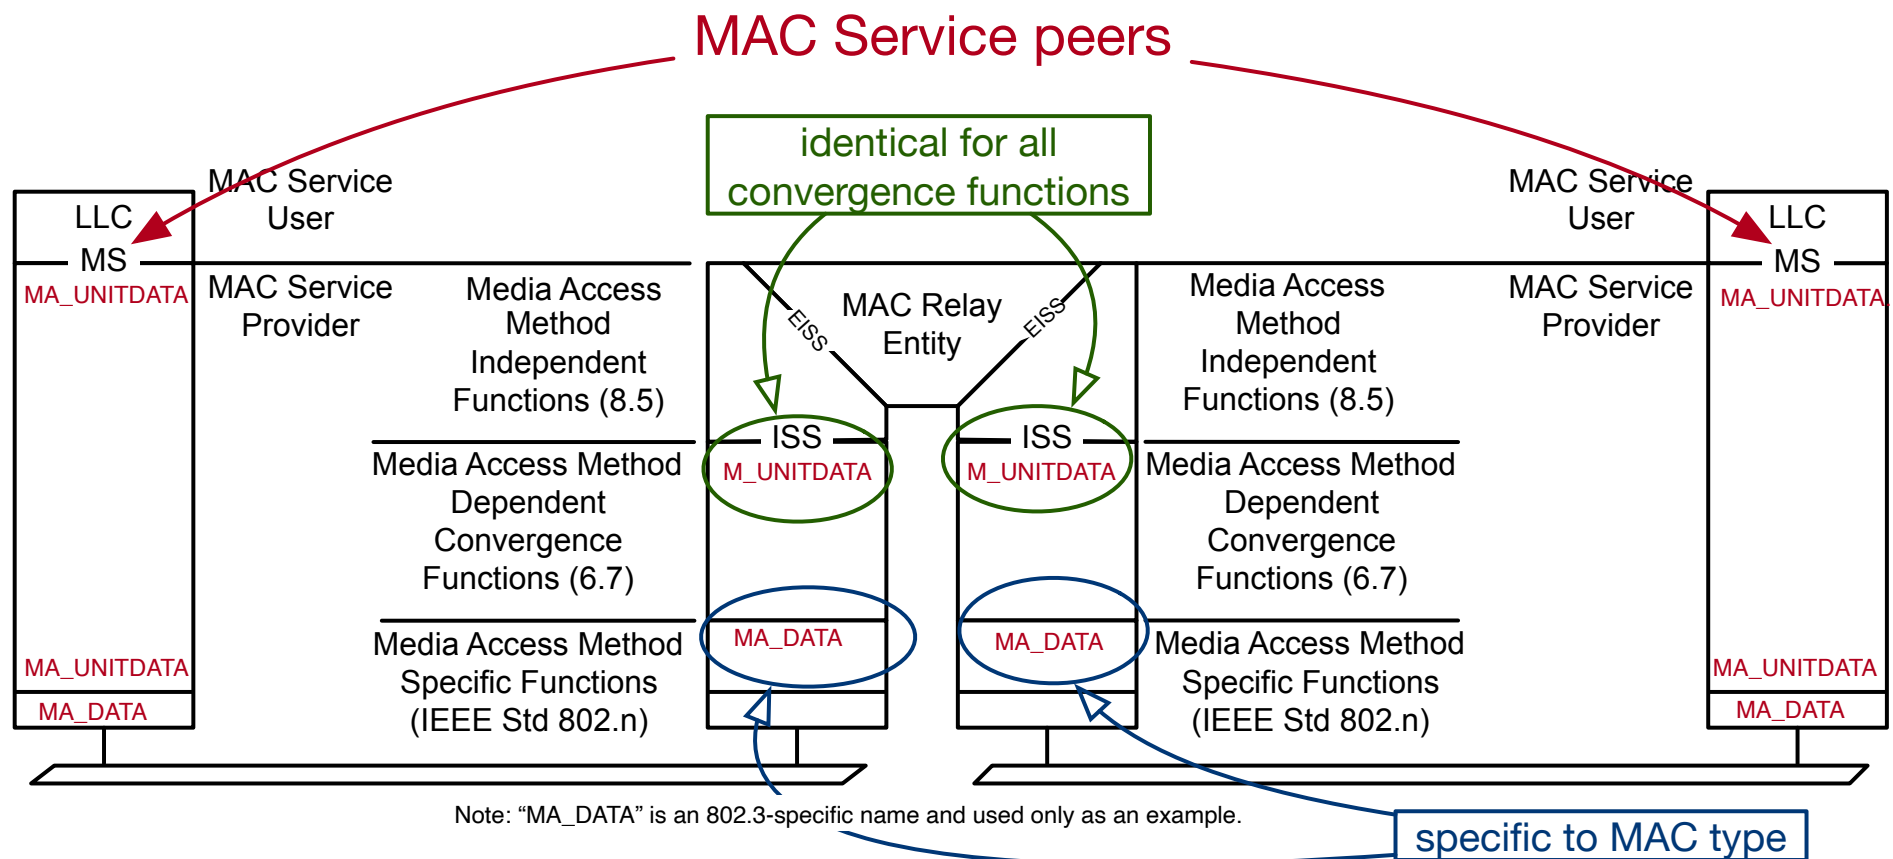 MAC Service peers
identical for all
convergence functions
MAC Service
User
LLC
MS
MA_UNITDATA
MAC Service
Provider
MA_UNITDATA
MA_DATA
Media Access
Method
Independent
Functions (8.5)
Media Access Method
Dependent
Convergence
Functions (6.7)
Media Access Method
Specific Functions
(IEEE Std 802.n)
EISS
MAC Relay
Entity
EISS
ISS
M_UNITDATA
MA_DATA
ISS
M_UNITDATA
MA_DATA
Media Access
Method
Independent
Functions (8.5)
Media Access Method
Dependent
Convergence
Functions (6.7)
Media Access Method
Specific Functions
(IEEE Std 802.n)
MAC Service
User
MAC Service
Provider
LLC
MS
MA_UNITDATA
MA_UNITDATA
MA_DATA
Note: “MA_DATA” is an 802.3-specific name and used only as an example.
specific to MAC type